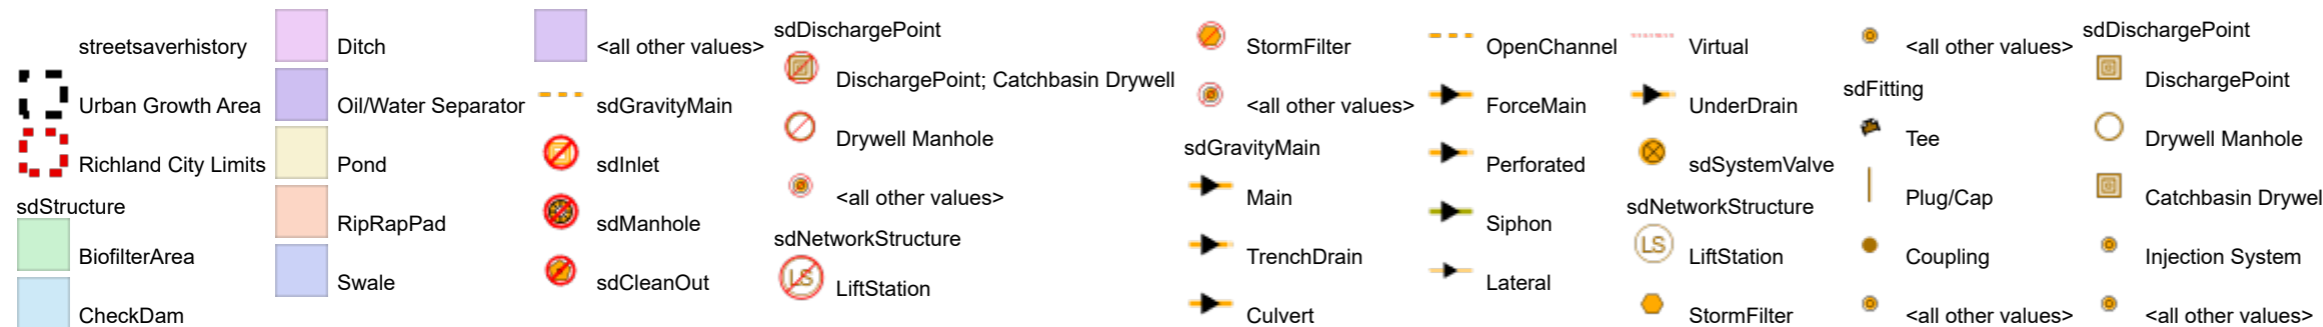 streetsaverhistory
Urban Growth Area
Richland City Limits
sdStructure
BiofilterArea
CheckDam
Ditch
Oil/Water Separator
Pond
RipRapPad
Swale
<all other values>
sdGravityMain
sdInlet
sdManhole
sdCleanOut
sdDischargePoint
DischargePoint; Catchbasin Drywell
Drywell Manhole
<all other values>
sdNetworkStructure
LS
LiftStation
StormFilter
<all other values>
sdGravityMain
Main
TrenchDrain
Culvert
OpenChannel
ForceMain
Perforated
Siphon
Lateral
Virtual
UnderDrain
sdSystemValve
sdNetworkStructure
LS
LiftStation
StormFilter
<all other values>
sdFitting
Tee
Plug/Cap
Coupling
<all other values>
sdDischargePoint
DischargePoint
Drywell Manhole
Catchbasin Drywel
Injection System
<all other values>